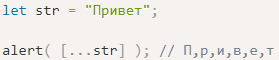 let str = "Привет";
alert( [...str] ); // П,р,и,в,е,т